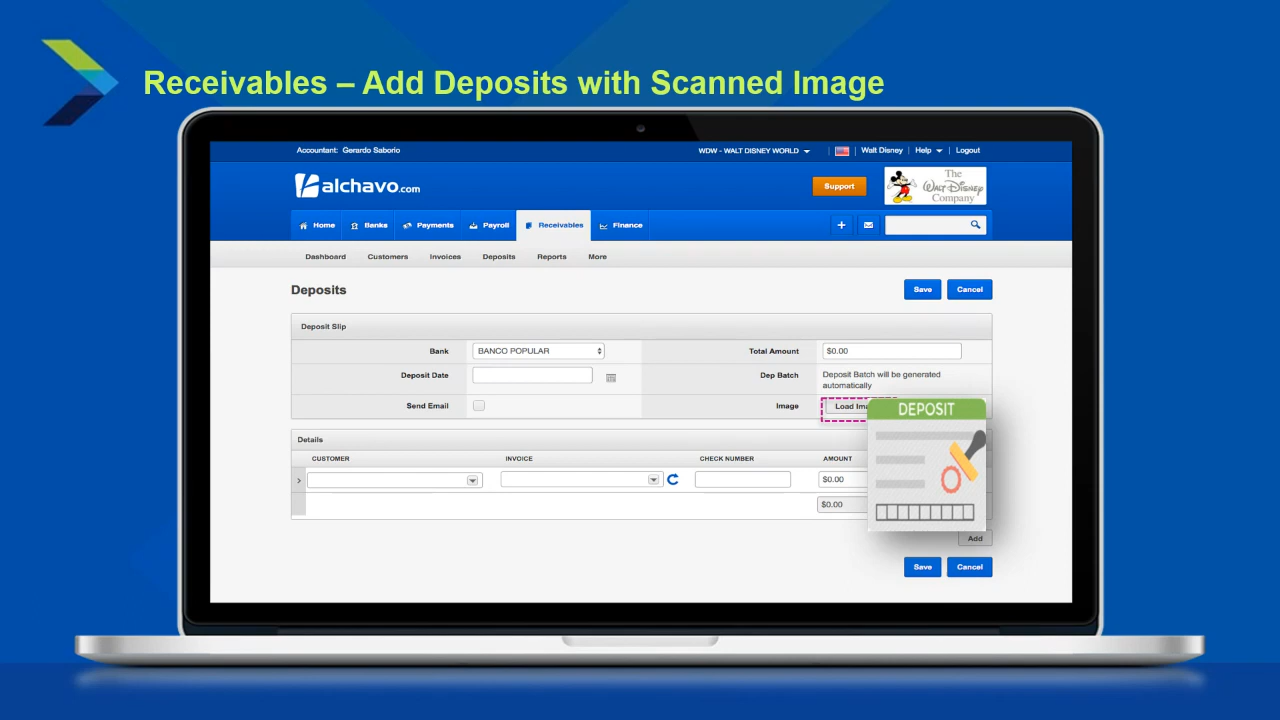 Receivables – Add Deposits with Scanned Image
Accountant: Gerardo Saborio
WDW - WALT DISNEY WORLD
Walt Disney | Help | Logout
alchavo.com
Support
The
WALT DISNEY
Company
Home
Banks
Payments
Payroll
Receivables
Finance
Dashboard
Customers
Invoices
Deposits
Reports
More
Deposits
Save
Cancel
Deposit Slip
Bank
BANCO POPULAR
Total Amount
$0.00
Deposit Date
Dep Batch
Deposit Batch will be generated
automatically
Send Email
Image
Load
DEPOSIT
Details
CUSTOMER
INVOICE
CHECK NUMBER
AMOUNT
$0.00
$0.00
Add
Save
Cancel